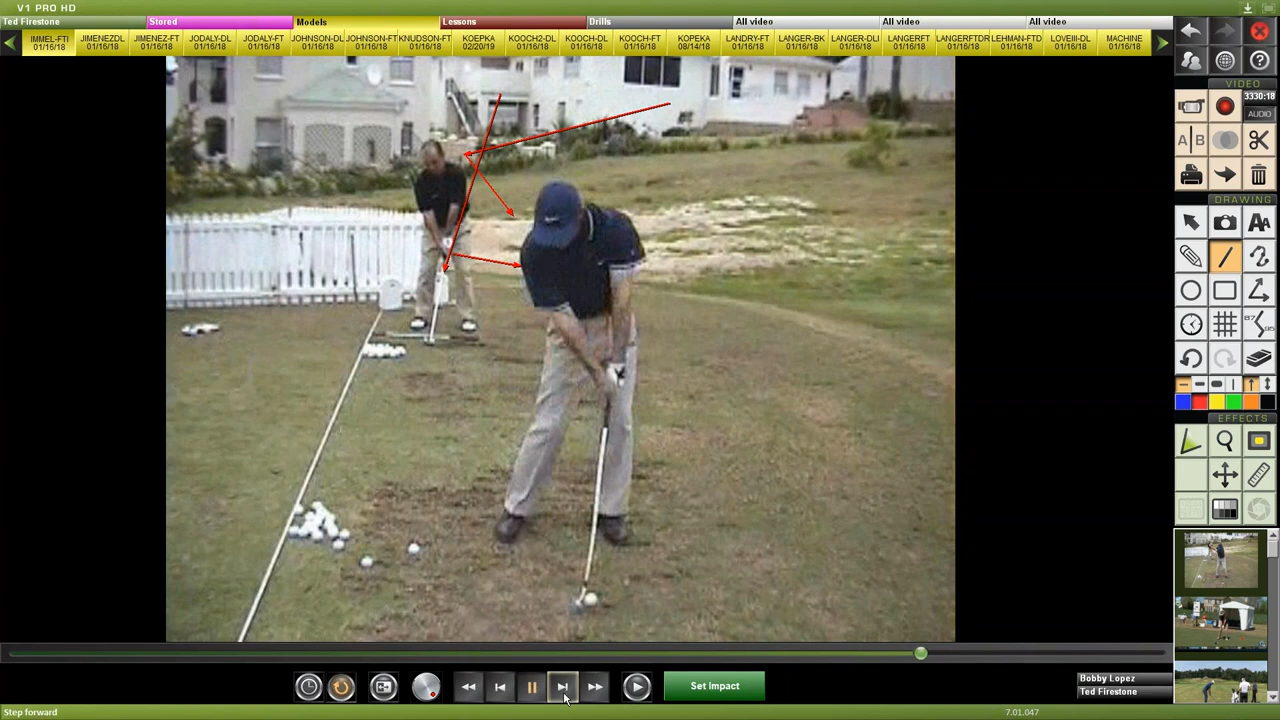 V1 PRO HD
Ted Firestone
Stored
Models
Lessons
Drills
All video
All video
All video
IMMEL-FTI
01/16/18
JIMENEZDL
01/16/18
JIMENEZ-FT
01/16/18
JODALY-DL
01/16/18
JODALY-FT
01/16/18
JOHNSON-DL
01/16/18
JOHNSON-FT
01/16/18
KNUDSON-FT
01/16/18
KOEPKA
02/20/19
KOOCH2-DL
01/16/18
KOOCH-DL
01/16/18
KOOCH-FT
01/16/18
KOPEKA
08/14/18
LANDRY-FT
01/16/18
LANGER-BK
01/16/18
LANGER-DLI
01/16/18
LANGERFT
01/16/18
LANGERFTDR
01/16/18
LEHMAN-FTD
01/16/18
LOVEIII-DL
01/16/18
MACHINE
01/16/18
VIDEO
3330:18
AUDIO
A|B
DRAWING
AA
EFFECTS
Set Impact
Bobby Lopez
Ted Firestone
Step forward
7.01.047